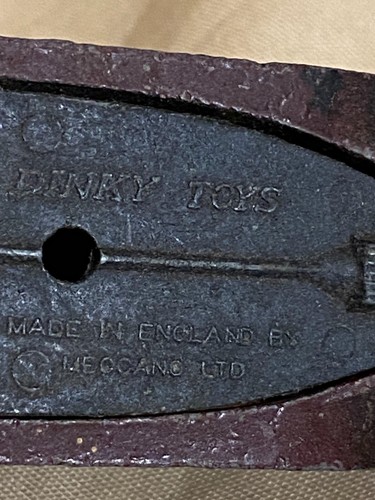 DINKY TOYS
MADE IN ENGLAND BY
MECCANO LTD